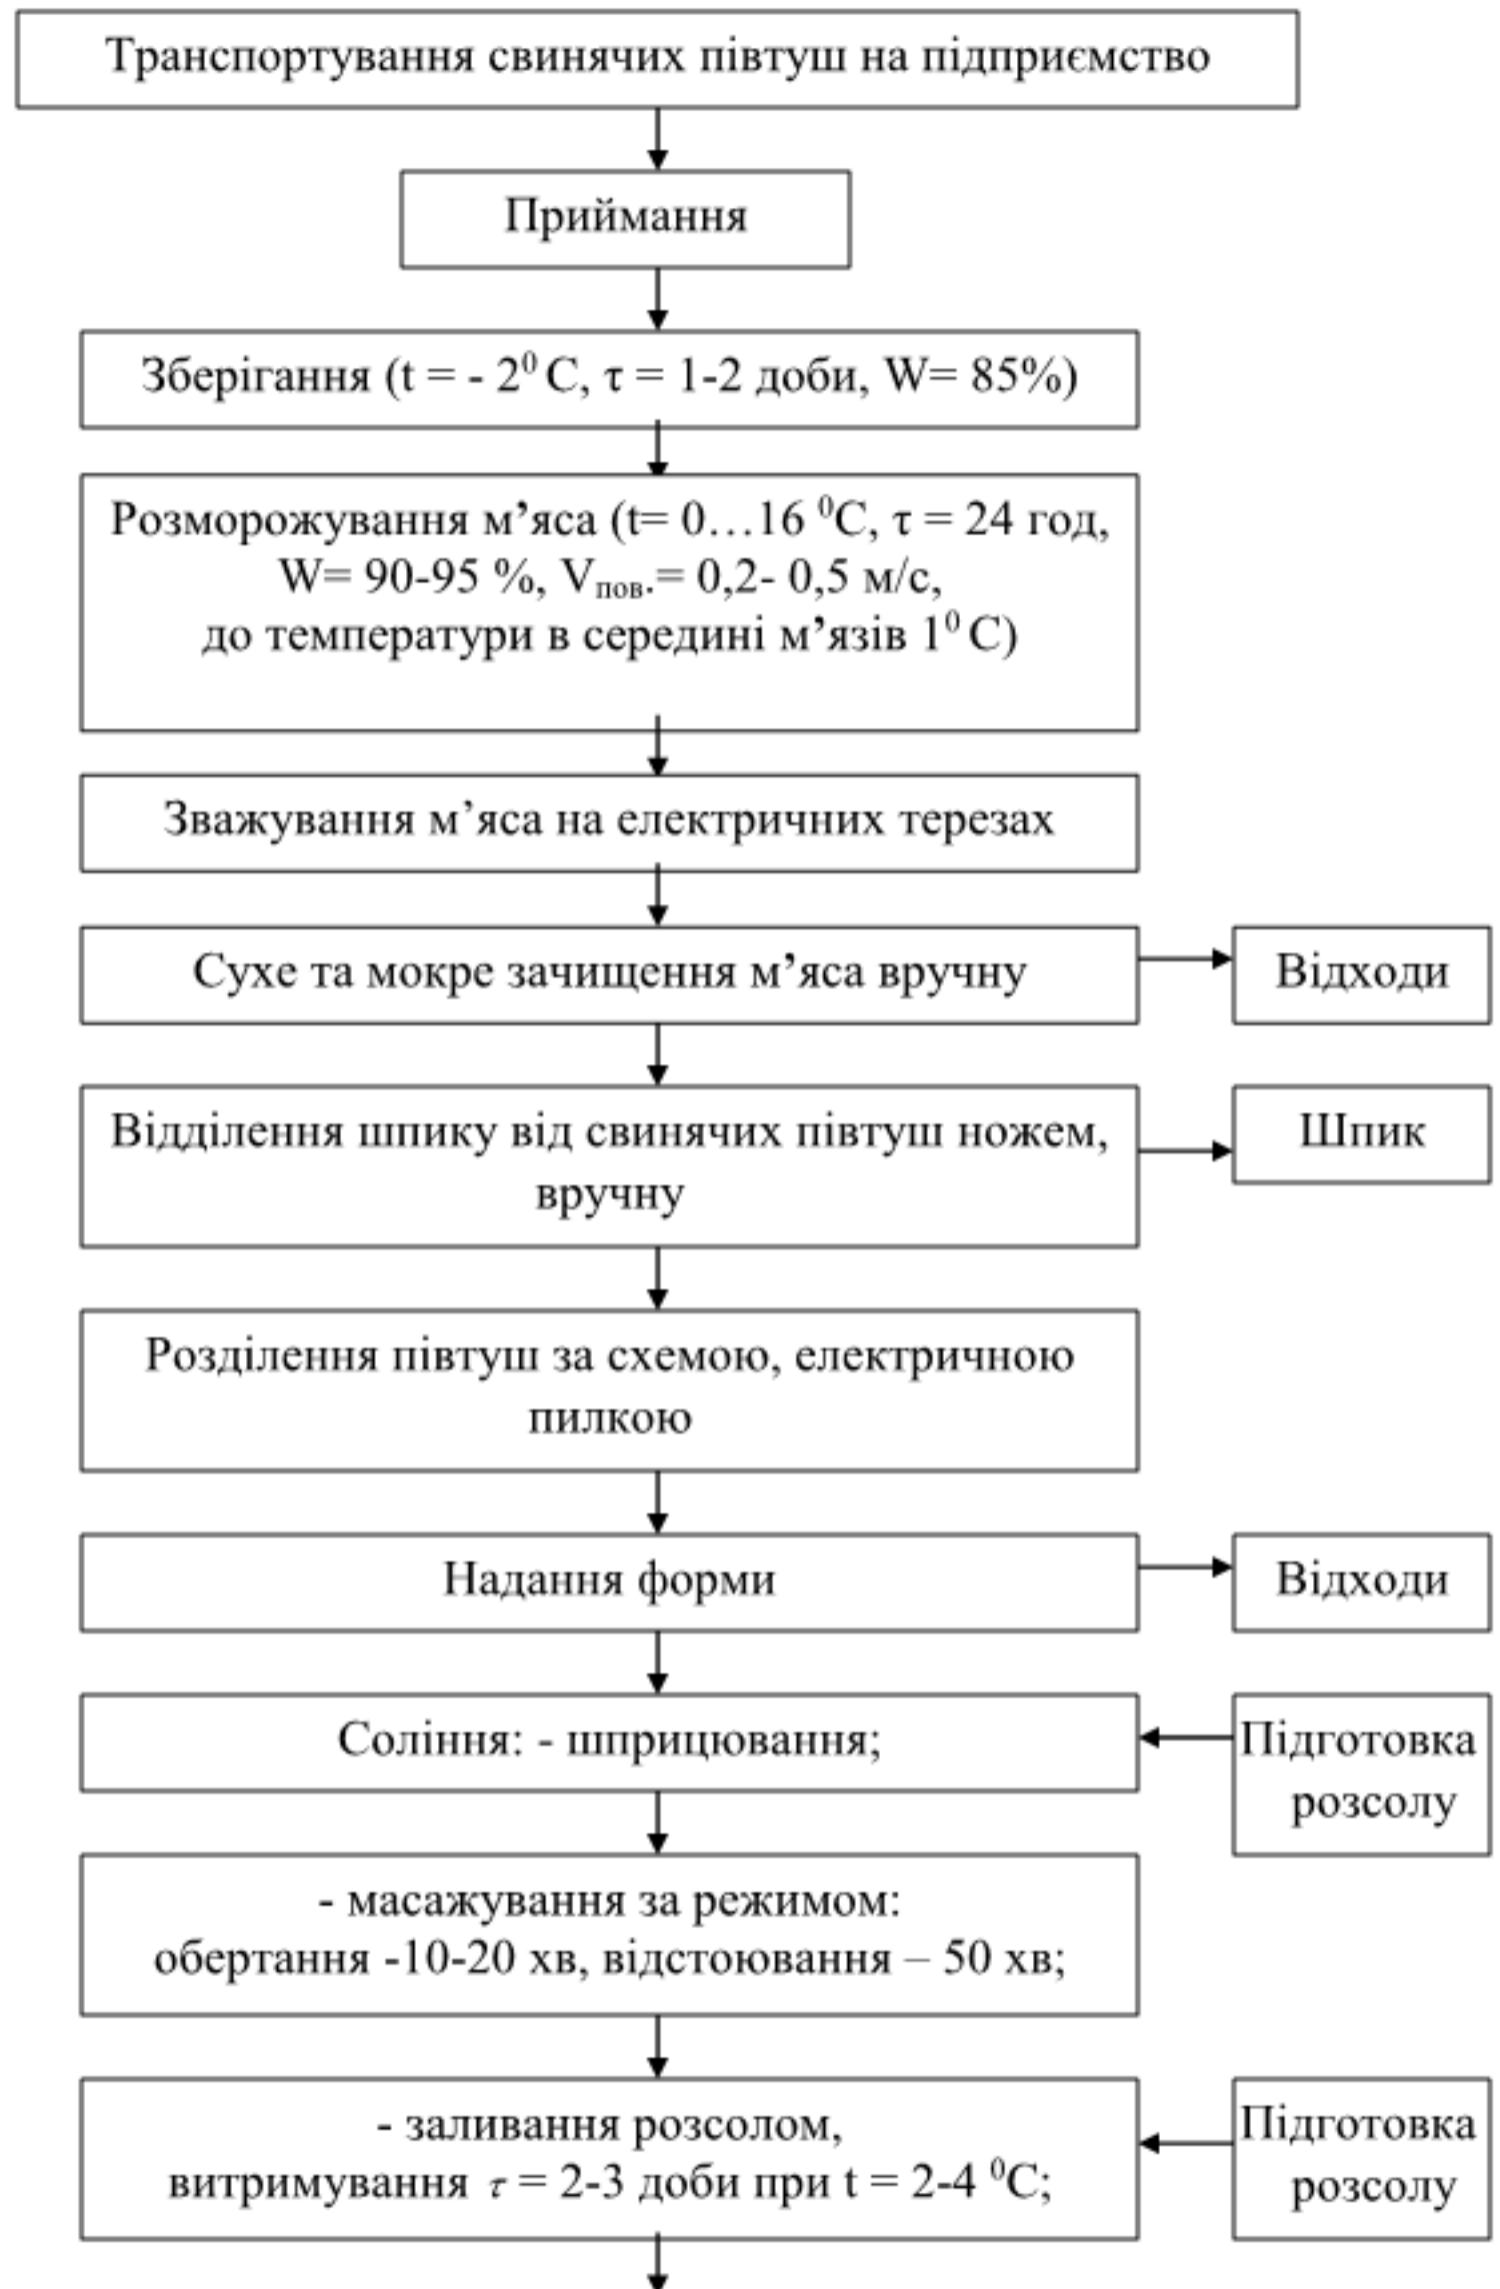 Транспортування свинячих півтуш на підприємство
Приймання
Зберігання (t = - 2⁰ С, τ = 1-2 доби, W= 85%)
Розморожування м’яса (t= 0…16 ⁰С, τ = 24 год,
W= 90-95 %, Vпов.= 0,2- 0,5 м/с,
до температури в середині м’язів 1⁰ С)
Зважування м’яса на електричних терезах
Сухе та мокре зачищення м’яса вручну
Відходи
Відділення шпику від свинячих півтуш ножем,
вручну
Шпик
Розділення півтуш за схемою, електричною
пилкою
Надання форми
Відходи
Соління: - шприцювання;
Підготовка
розсолу
- масажування за режимом:
обертання -10-20 хв, відстоювання – 50 хв;
- заливання розсолом,
витримування τ = 2-3 доби при t = 2-4 ⁰С;
Підготовка
розсолу